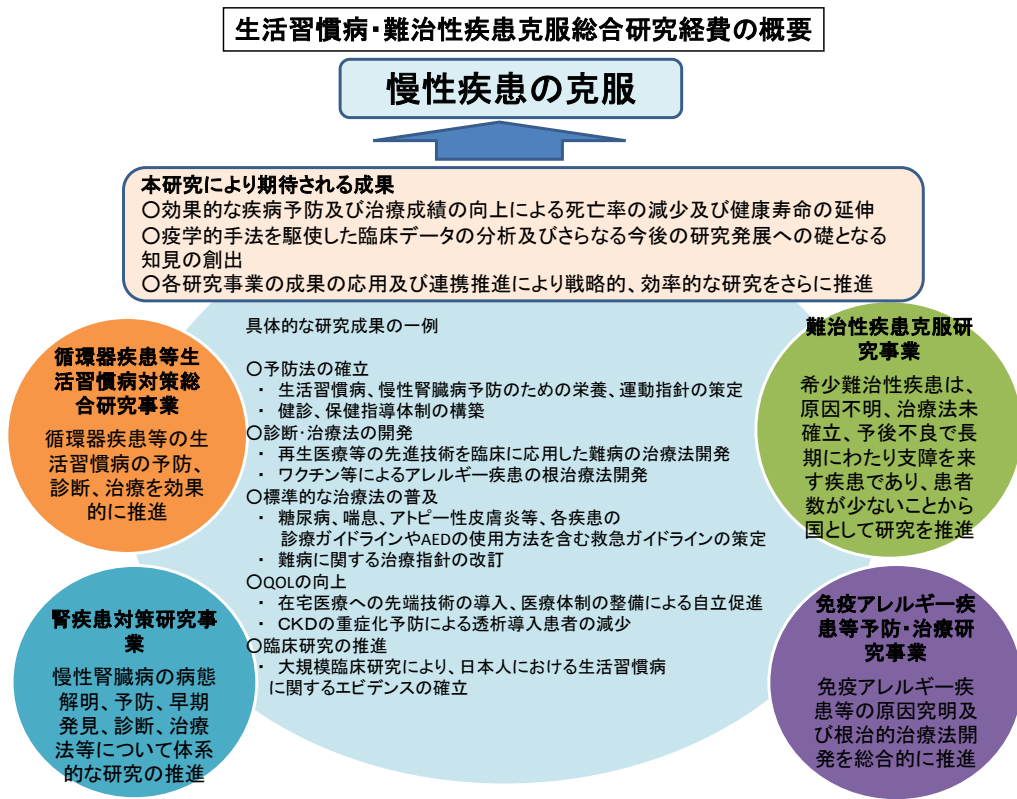 生活習慣病・難治性疾患克服総合研究経費の概要
慢性疾患の克服
本研究により期待される成果
○効果的な疾病予防及び治療成績の向上による死亡率の減少及び健康寿命の延伸
○疫学的手法を駆使した臨床データの分析及びさらなる今後の研究発展への礎となる
知見の創出
○各研究事業の成果の応用及び連携推進により戦略的、効率的な研究をさらに推進
循環器疾患等生
活習慣病対策総
合研究事業
循環器疾患等の生
活習慣病の予防、
診断、治療を効果
的に推進
具体的な研究成果の一例
○予防法の確立
・ 生活習慣病、慢性腎臓病予防のための栄養、運動指針の策定
・ 健診、保健指導体制の構築
○診断・治療法の開発
・ 再生医療等の先進技術を臨床に応用した難病の治療法開発
・ ワクチン等によるアレルギー疾患の根治療法開発
○標準的な治療法の普及
・ 糖尿病、喘息、アトピー性皮膚炎等、各疾患の
診療ガイドラインやAEDの使用方法を含む救急ガイドラインの策定
・ 難病に関する治療指針の改訂
○QOLの向上
・ 在宅医療への先端技術の導入、医療体制の整備による自立促進
・ CKDの重症化予防による透析導入患者の減少
○臨床研究の推進
・ 大規模臨床研究により、日本人における生活習慣病
に関するエビデンスの確立
難治性疾患克服研
究事業
希少難治性疾患は、
原因不明、治療法未
確立、予後不良で長
期にわたり支障を来
す疾患であり、患者
数が少ないことから
国として研究を推進
腎疾患対策研究事
業
慢性腎臓病の病態
解明、予防、早期
発見、診断、治療
法等について体系
的な研究の推進
免疫アレルギー疾
患等予防・治療研
究事業
免疫アレルギー疾
患等の原因究明及
び根治的治療法開
発を総合的に推進